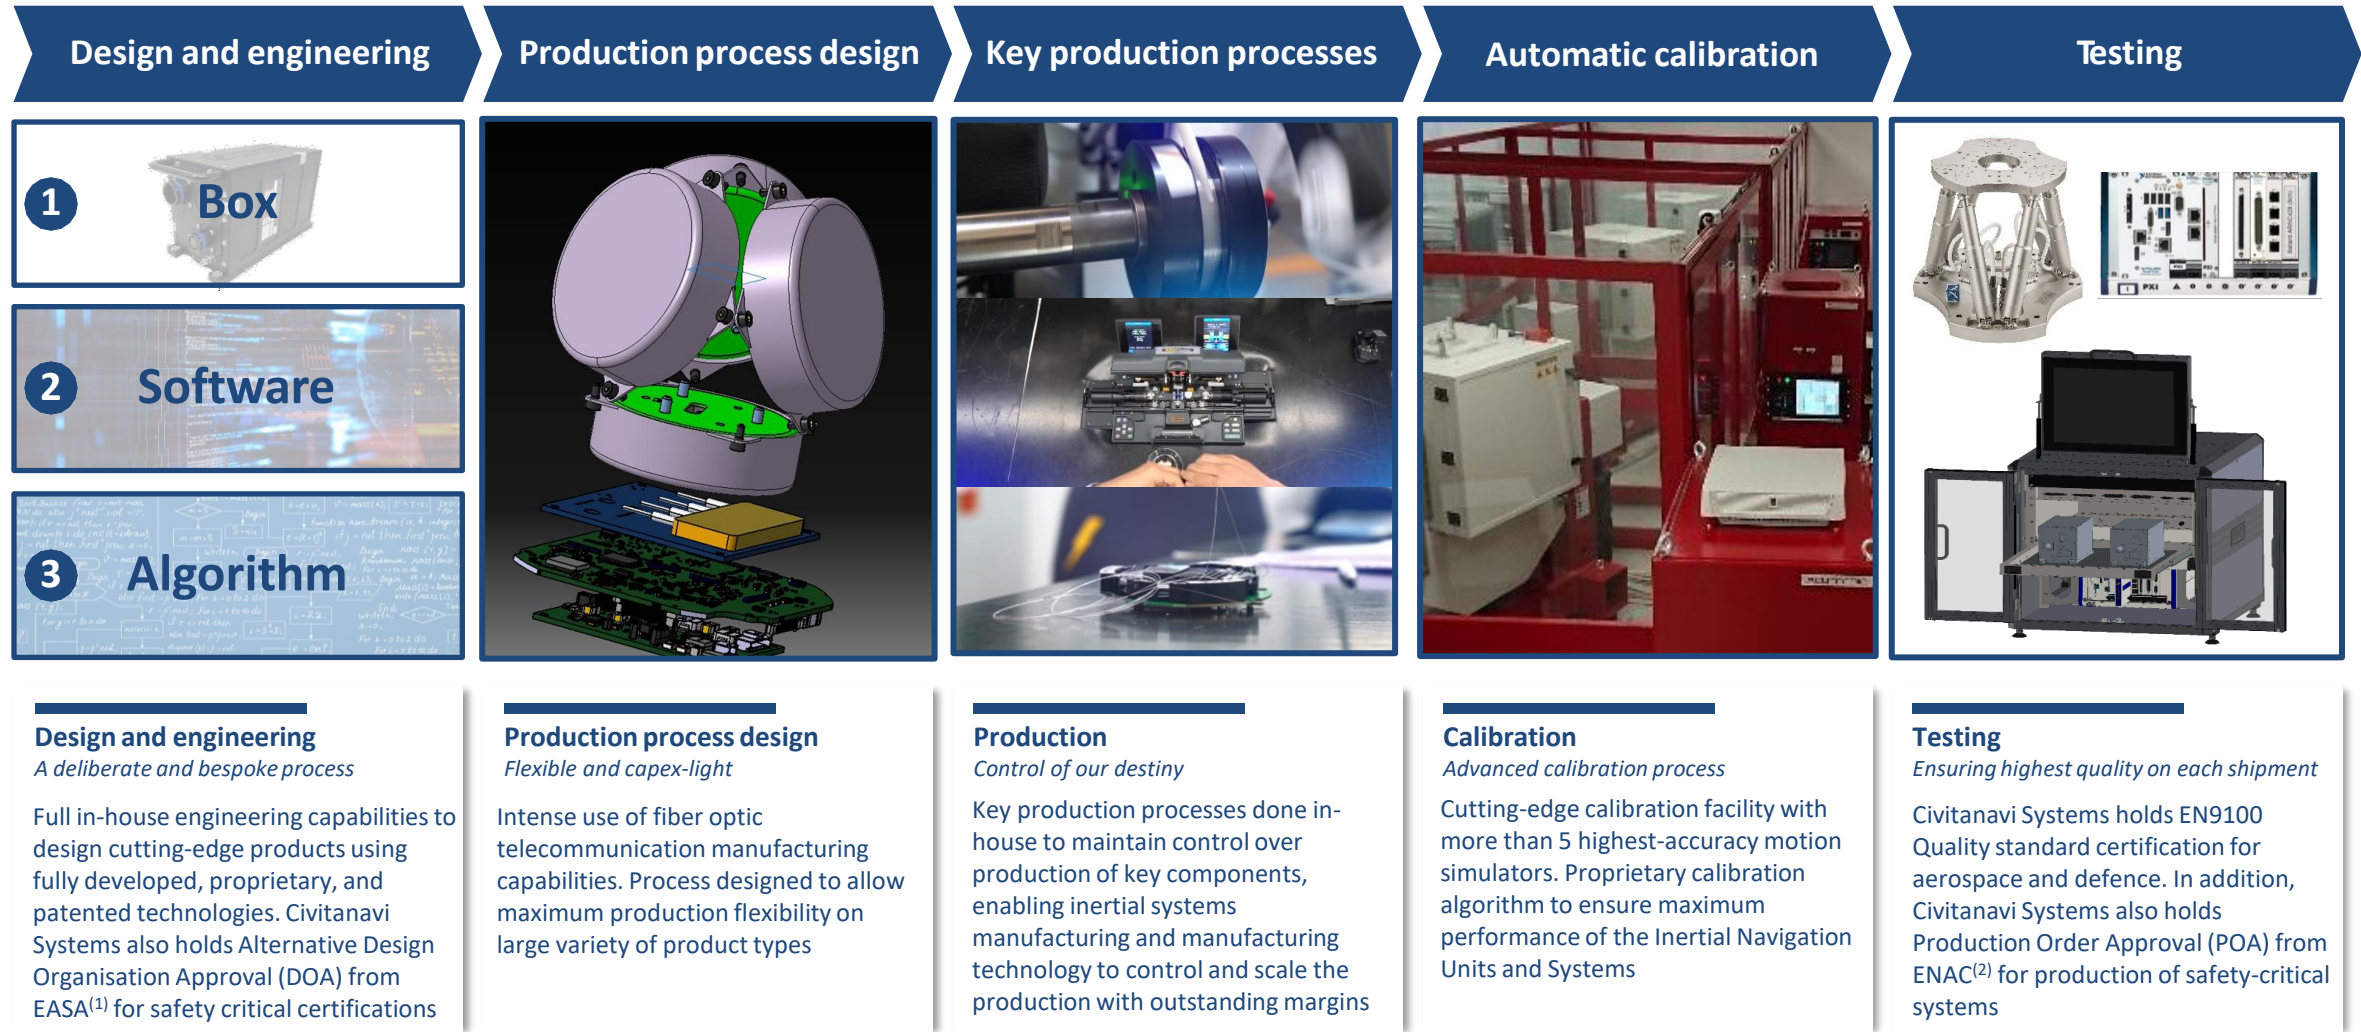 Design and engineering
Production process design
Key production processes
Automatic calibration
Testing
1
Box
2
Software
3
Algorithm
PXI
Design and engineering
A deliberate and bespoke process
Full in-house engineering capabilities to
design cutting-edge products using
fully developed, proprietary, and
patented technologies. Civitanavi
Systems also holds Alternative Design
Organisation Approval (DOA) from
EASA(1) for safety critical certifications
Production process design
Flexible and capex-light
Intense use of fiber optic
telecommunication manufacturing
capabilities. Process designed to allow
maximum production flexibility on
large variety of product types
Production
Control of our destiny
Key production processes done in-
house to maintain control over
production of key components,
enabling inertial systems
manufacturing and manufacturing
technology to control and scale the
production with outstanding margins
Calibration
Advanced calibration process
Cutting-edge calibration facility with
more than 5 highest-accuracy motion
simulators. Proprietary calibration
algorithm to ensure maximum
performance of the Inertial Navigation
Units and Systems
Testing
Ensuring highest quality on each shipment
Civitanavi Systems holds EN9100
Quality standard certification for
aerospace and defence. In addition,
Civitanavi Systems also holds
Production Order Approval (POA) from
ENAC(2) for production of safety-critical
systems